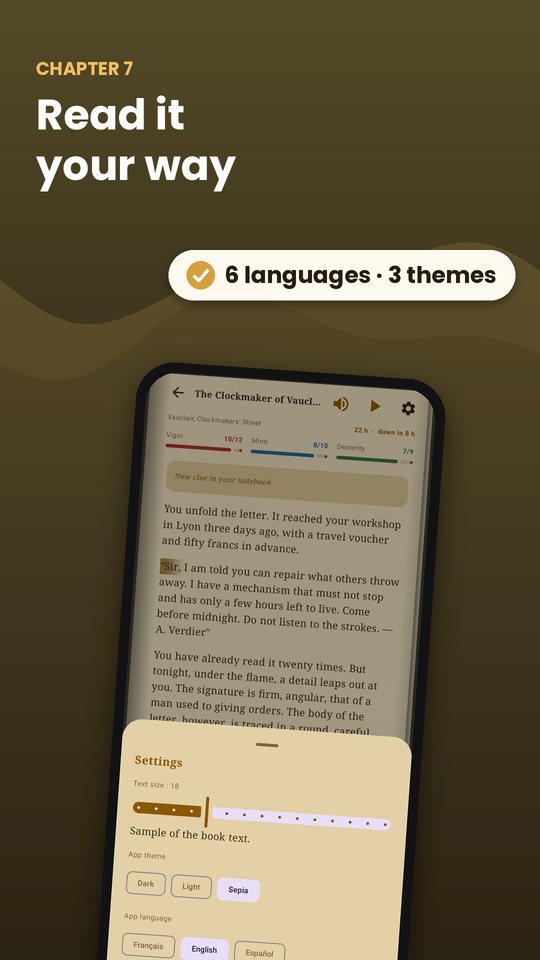 CHAPTER 7
Read it
your way
6 languages · 3 themes
The Clockmaker of Vaucl...
Vauclair, Clockmakers' Street
22 h · dawn in 8 h
Vigor 10/12 Mind 8/10 Dexterity 7/9
New clue in your notebook
You unfold the letter. It reached your workshop
in Lyon three days ago, with a travel voucher
and fifty francs in advance.
"Sir, I am told you can repair what others throw
away. I have a mechanism that must not stop
and has only a few hours left to live. Come
before midnight. Do not listen to the strokes. —
A. Verdier"
You have already read it twenty times. But
tonight, under the flame, a detail leaps out at
you. The signature is firm, angular, that of a
man used to giving orders. The body of the
letter, however, is traced in a round, careful
Settings
Text size : 18
Sample of the book text.
App theme
Dark Light Sepia
App language
Français English Español